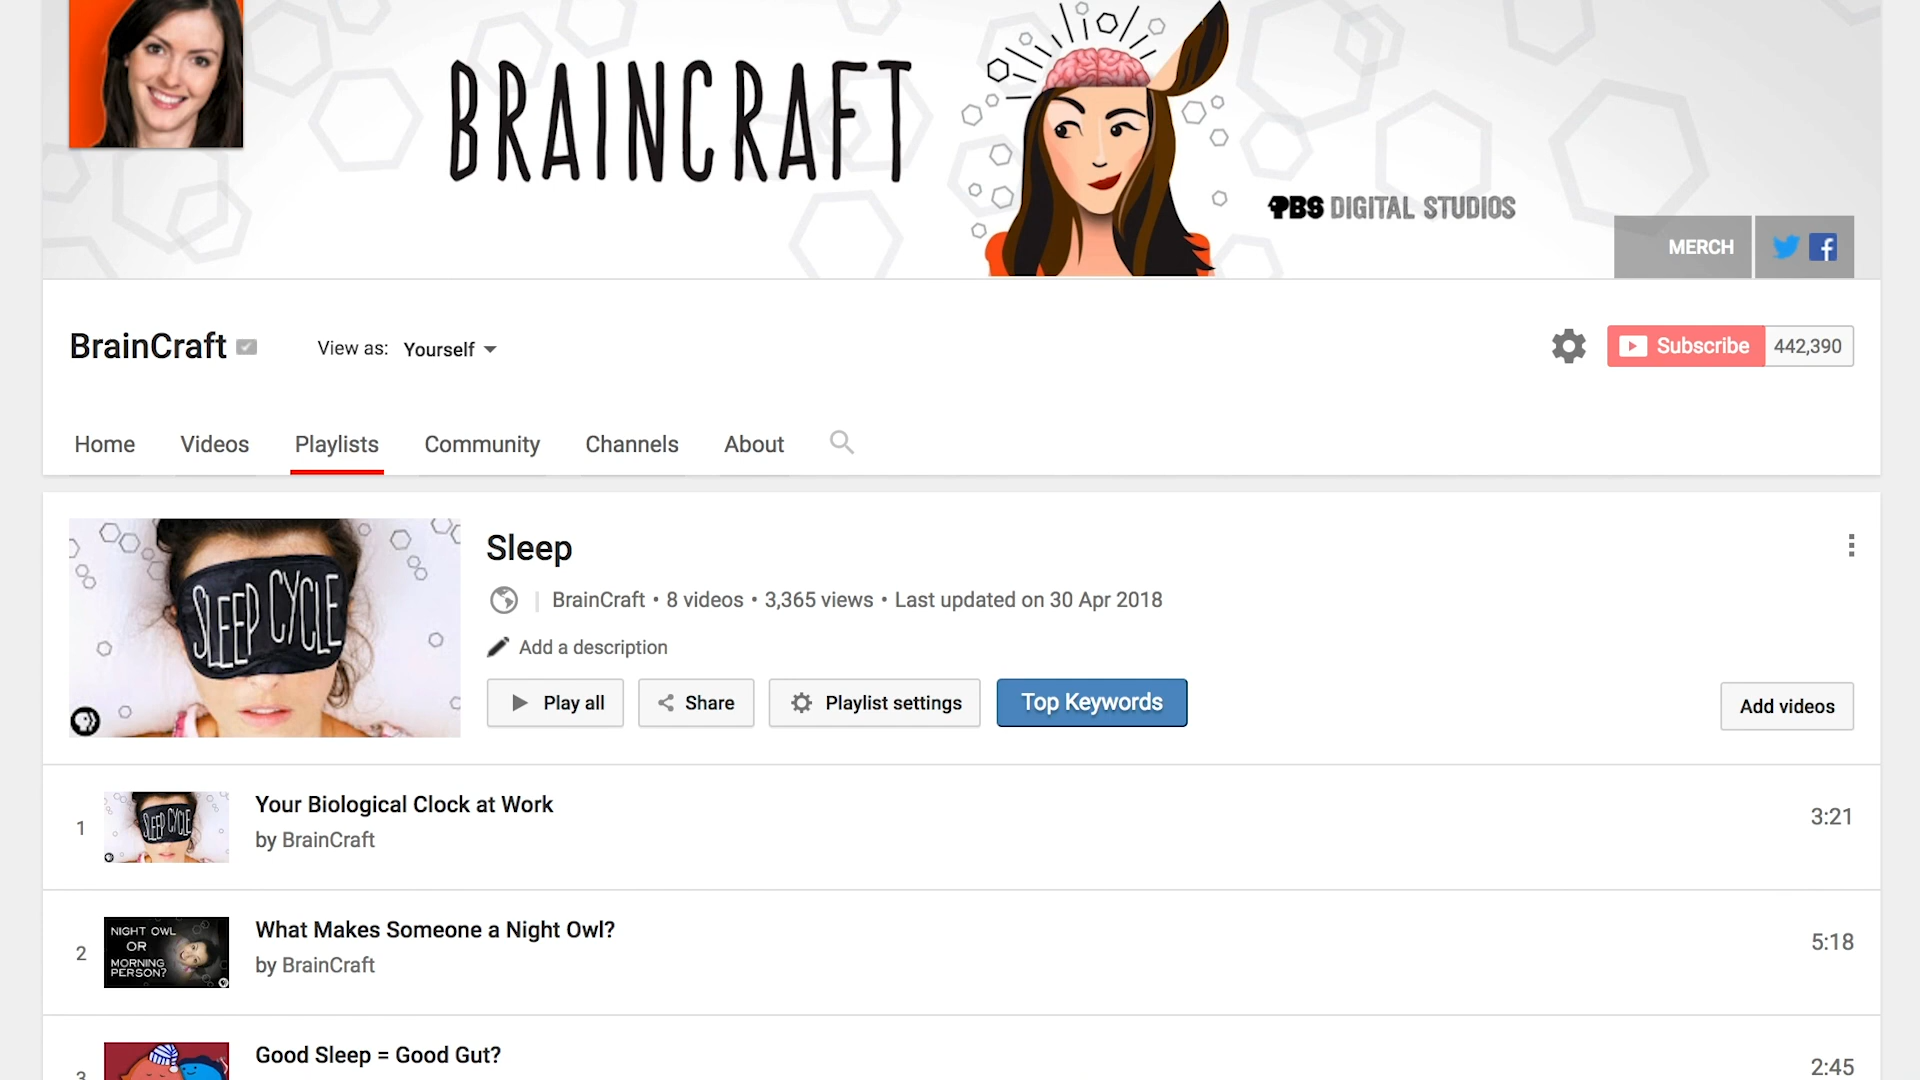 BRAINCRAFT
PBS DIGITAL STUDIOS
MERCH
BrainCraft
View as: Yourself
Subscribe 442,390
Home Videos Playlists Community Channels About
SLEEP CYCLE
Sleep
BrainCraft • 8 videos • 3,365 views • Last updated on 30 Apr 2018
Add a description
Play all Share Playlist settings Top Keywords Add videos
1
SLEEP CYCLE
Your Biological Clock at Work
by BrainCraft
3:21
2
NIGHT OWL
OR
MORNING
PERSON?
What Makes Someone a Night Owl?
by BrainCraft
5:18
3
Good Sleep = Good Gut?
2:45